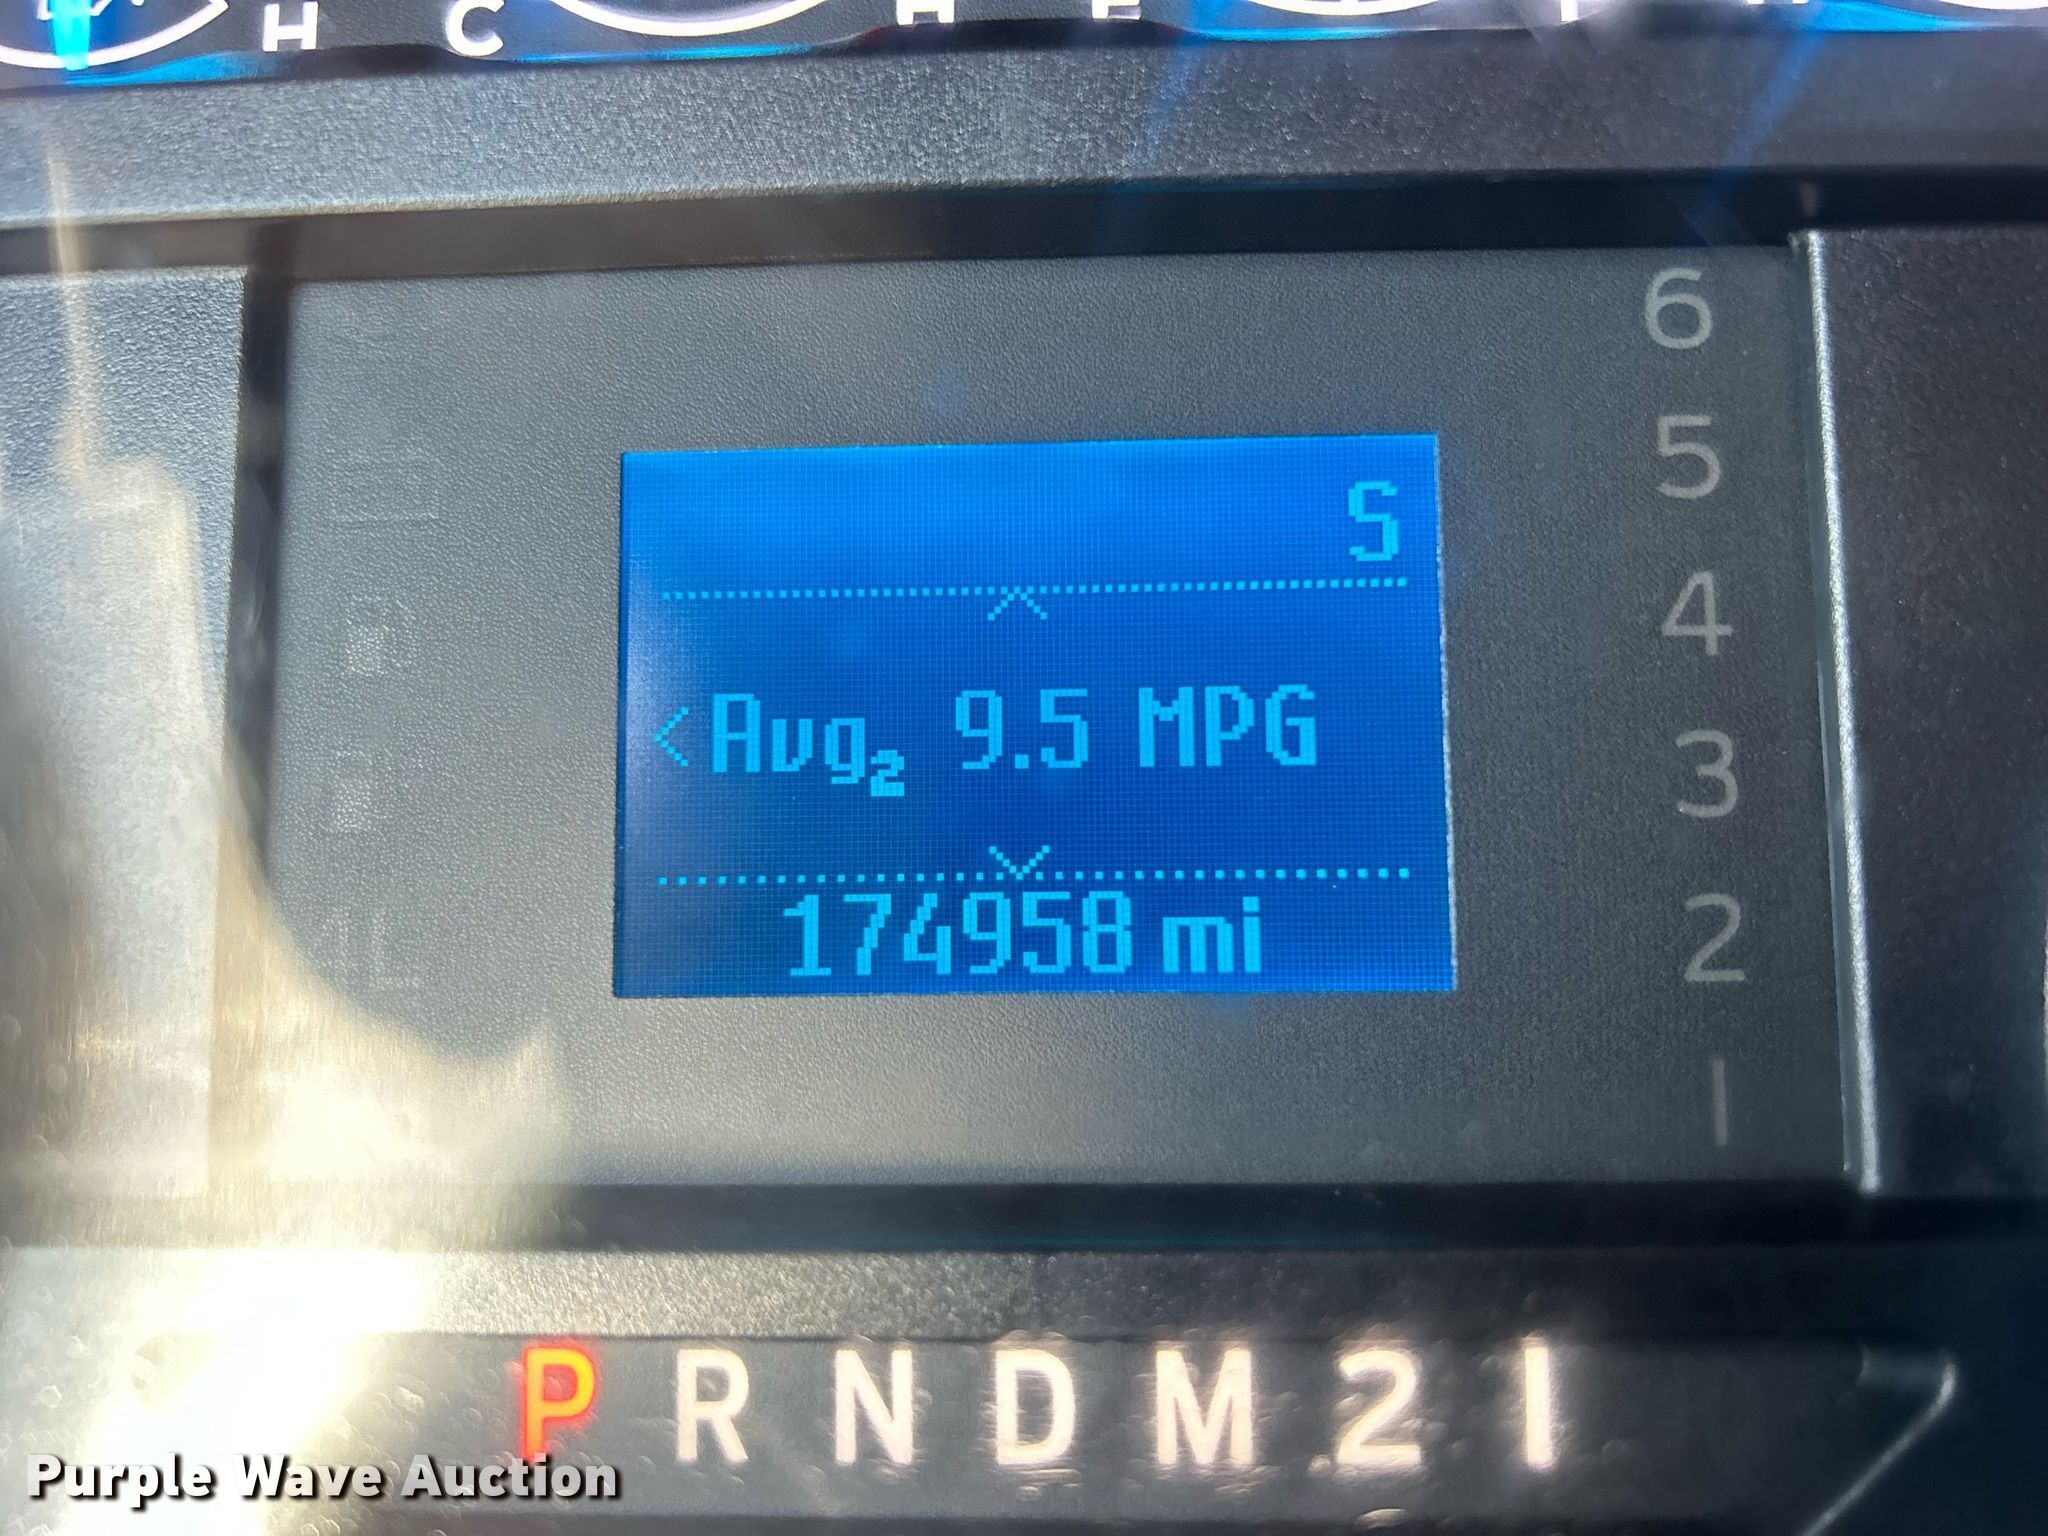 H C H E F H
6
S
5
4
<Avg₂ 9.5 MPG
3
174958 mi
2
1
P R N D M 2 1
Purple Wave Auction